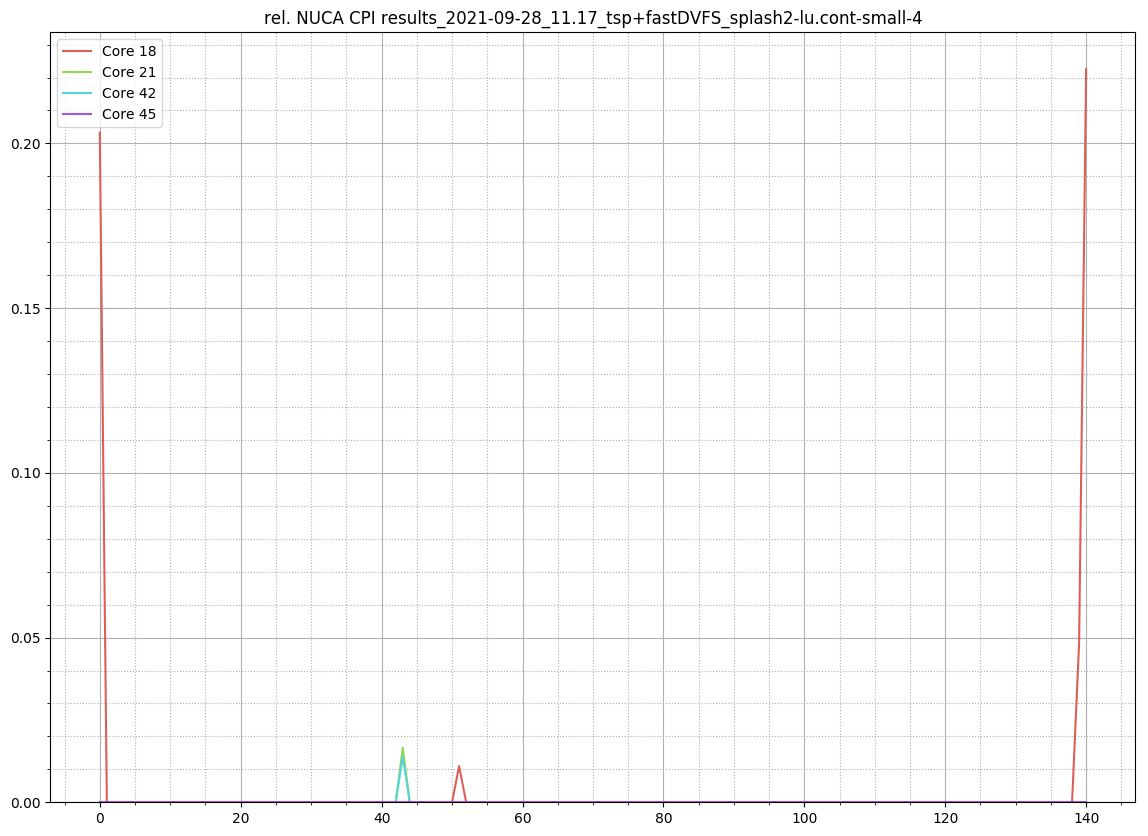 rel. NUCA CPI results_2021-09-28_11.17_tsp+fastDVFS_splash2-lu.cont-small-4
Core 18
Core 21
Core 42
Core 45
0.20
0.15
0.10
0.05
0.00
0 20 40 60 80 100 120 140